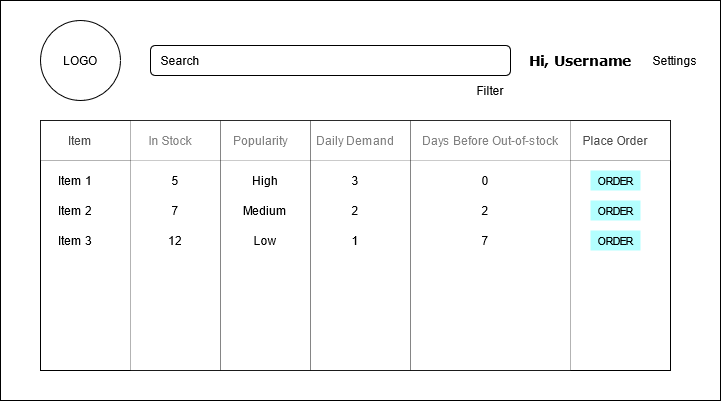 LOGO
Search
Hi, Username
Settings
Filter
Item In Stock Popularity Daily Demand Days Before Out-of-stock Place Order
Item 1 5 High 3 0 ORDER
Item 2 7 Medium 2 2 ORDER
Item 3 12 Low 1 7 ORDER